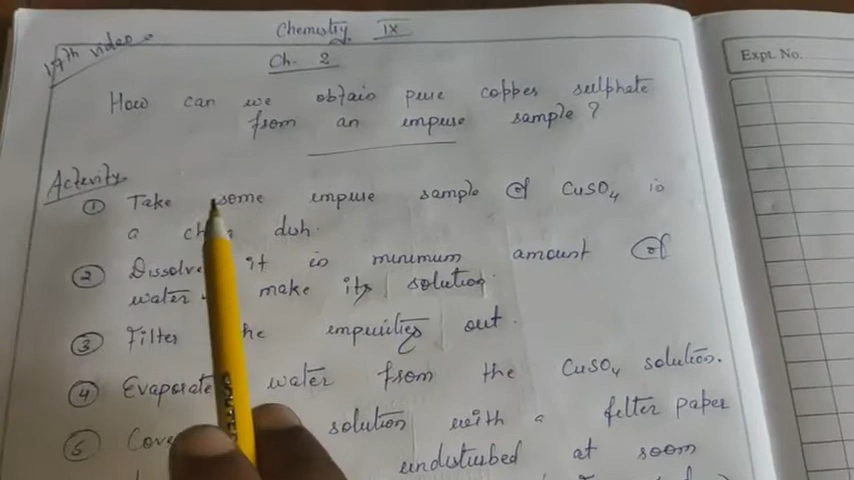 17th video.
Chemistry IX
Ch. 2
How can we obtain pure copper sulphate
from an impure sample?
Activity
① Take some impure sample of CuSO4 in
a dish.
② Dissolve it in minimum amount of
water make its solution.
③ Filter the impurities out.
④ Evaporate water from the CuSO4 solution.
⑤ solution with a filter paper
undisturbed at room
Expt. No.